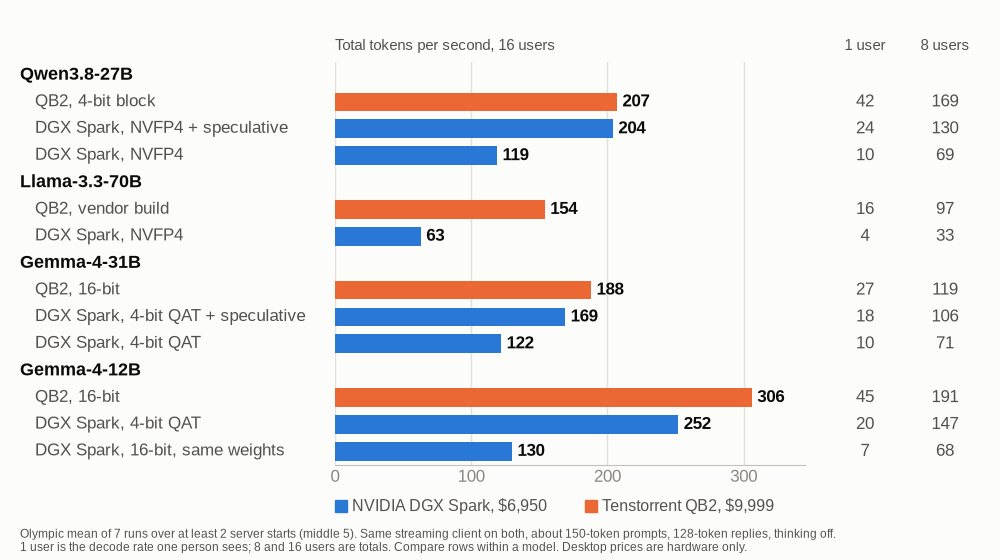 Total tokens per second, 16 users 1 user 8 users
Qwen3.8-27B
QB2, 4-bit block 207 42 169
DGX Spark, NVFP4 + speculative 204 24 130
DGX Spark, NVFP4 119 10 69
Llama-3.3-70B
QB2, vendor build 154 16 97
DGX Spark, NVFP4 63 4 33
Gemma-4-31B
QB2, 16-bit 188 27 119
DGX Spark, 4-bit QAT + speculative 169 18 106
DGX Spark, 4-bit QAT 122 10 71
Gemma-4-12B
QB2, 16-bit 306 45 191
DGX Spark, 4-bit QAT 252 20 147
DGX Spark, 16-bit, same weights 130 7 68
0 100 200 300
NVIDIA DGX Spark, $6,950 Tenstorrent QB2, $9,999
Olympic mean of 7 runs over at least 2 server starts (middle 5). Same streaming client on both, about 150-token prompts, 128-token replies, thinking off.
1 user is the decode rate one person sees; 8 and 16 users are totals. Compare rows within a model. Desktop prices are hardware only.